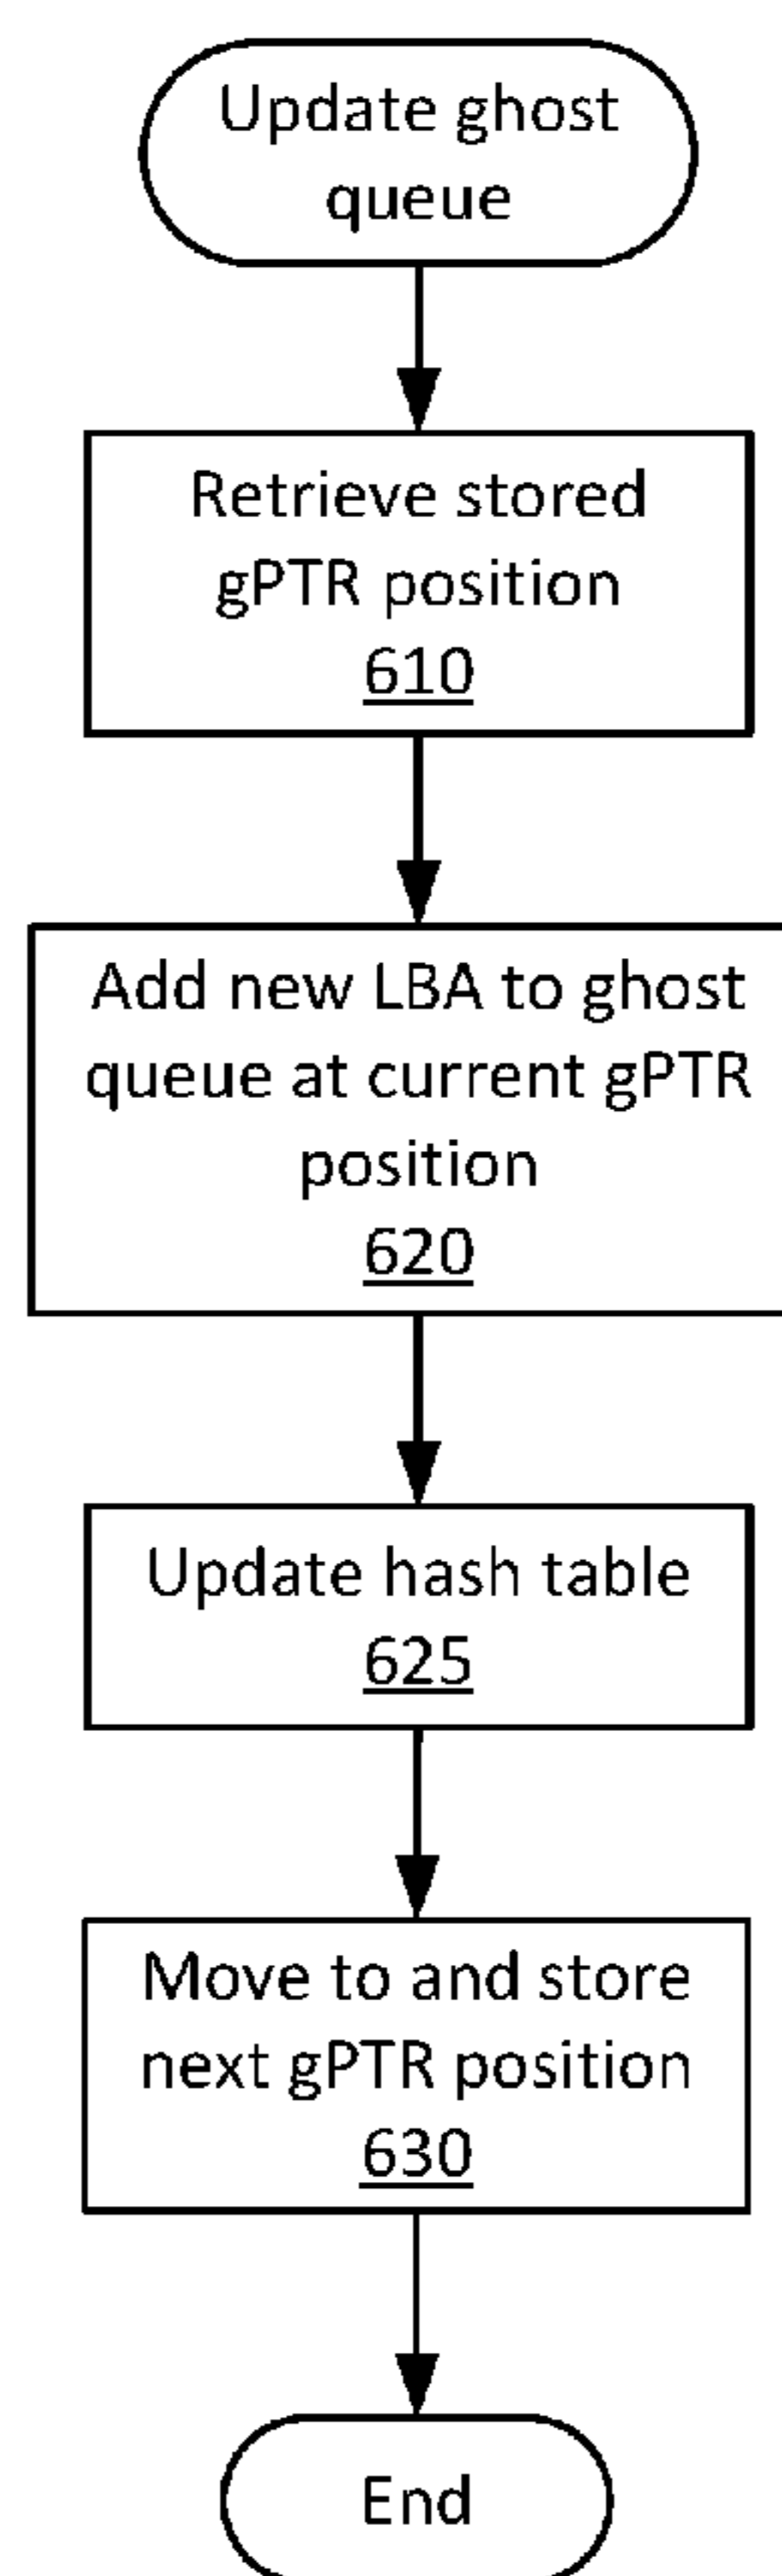 Update ghost
queue
Retrieve stored
gPTR position
610
Add new LBA to ghost
queue at current gPTR
position
620
Update hash table
625
Move to and store
next gPTR position
630
End